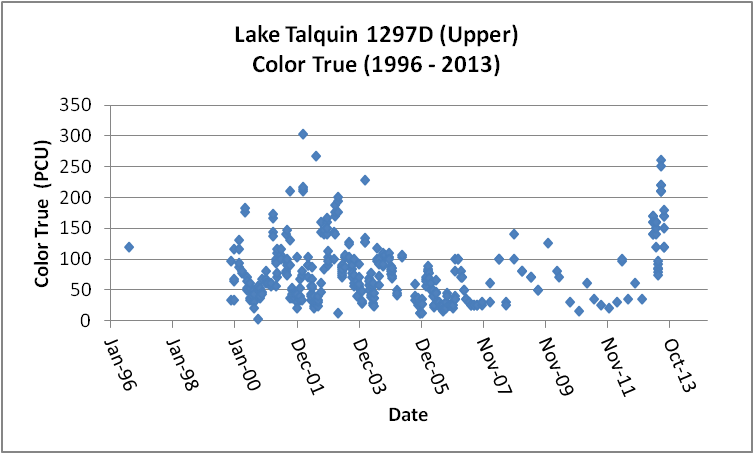 Lake Talquin 1297D (Upper)
Color True (1996 - 2013)
350
300
250
200
150
100
50
0
Color True (PCU)
Jan-96
Jan-98
Jan-00
Dec-01
Dec-03
Dec-05
Nov-07
Nov-09
Nov-11
Oct-13
Date